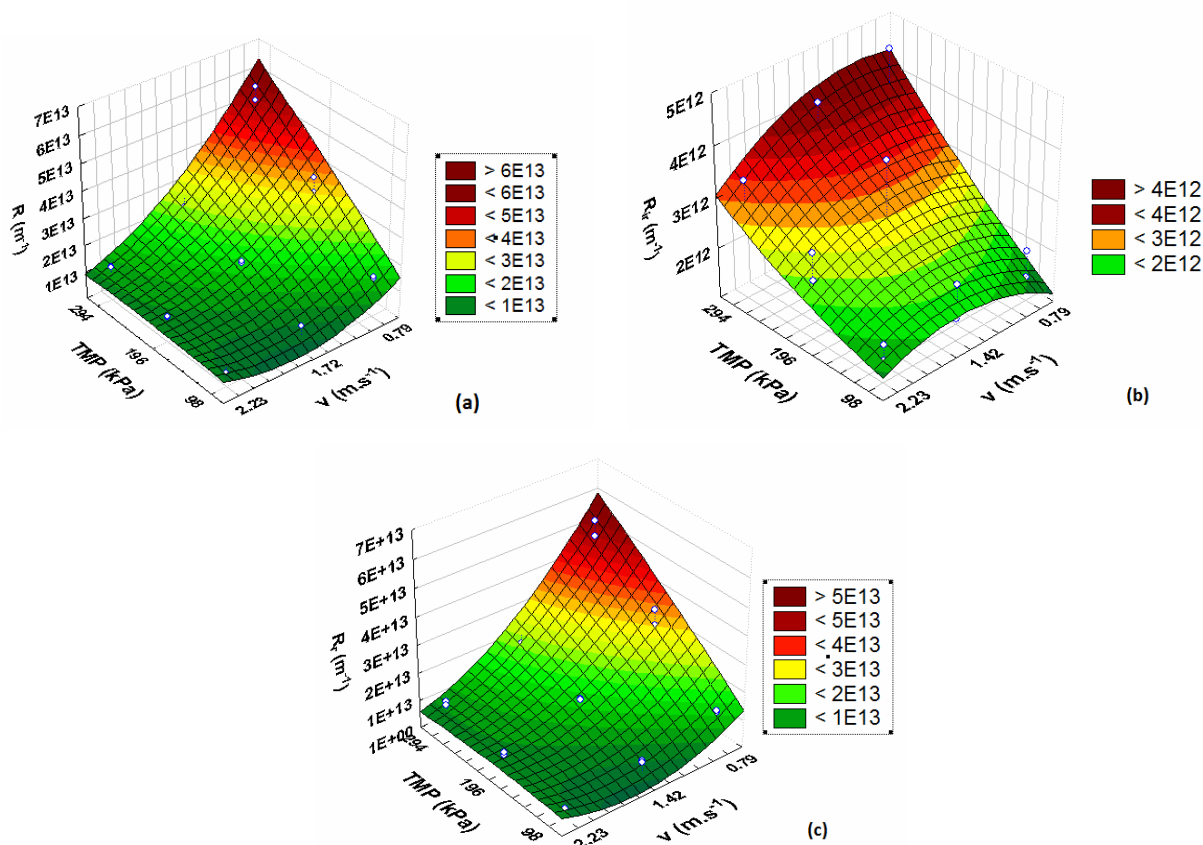 7E13
6E13
5E13
4E13
3E13
2E13
1E13
R (m⁻¹)
294
196
98
TMP (kPa)
2.23
1.72
0.79
v (m.s⁻¹)
> 6E13
< 6E13
< 5E13
< 4E13
< 3E13
< 2E13
< 1E13
(a)
5E12
4E12
3E12
2E12
(m⁻¹)
294
196
98
TMP (kPa)
2.23
1.42
0.79
v (m.s⁻¹)
> 4E12
< 4E12
< 3E12
< 2E12
(b)
7E+13
6E+13
5E+13
4E+13
3E+13
2E+13
1E+13
1E+00
(m⁻¹)
294
196
98
TMP (kPa)
2.23
1.42
0.79
v (m.s⁻¹)
> 5E13
< 5E13
< 4E13
< 3E13
< 2E13
< 1E13
(c)